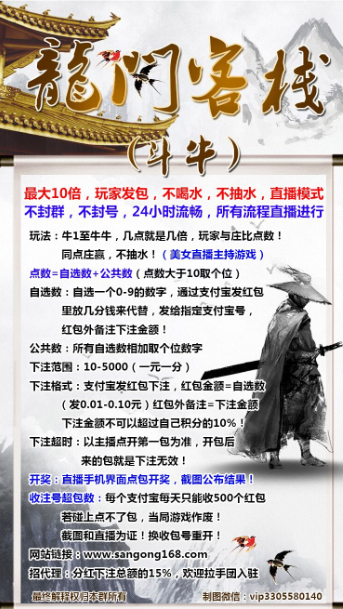 龍門客栈
(斗牛)
最大10倍，玩家发包，不喝水，不抽水，直播模式
不封群，不封号，24小时流畅，所有流程直播进行
玩法：牛1至牛牛，几点就是几倍，玩家与庄比点数！
同点庄赢，不抽水！（美女直播主持游戏）
点数=自选数+公共数（点数大于10取个位）
自选数：自选一个0-9的数字，通过支付宝发红包
里放几分钱来代替，发给指定支付宝号，
红包外备注下注金额！
公共数：所有自选数相加取个位数字
下注范围：10-5000（一元一分）
下注格式：支付宝发红包下注，红包金额=自选数
（发0.01-0.10元）红包外备注=下注金额
下注金额不可以超过自己积分的10%！
下注超时：以主播点开第一包为准，开包后
来的包就是下注无效！
开奖：直播手机界面点包开奖，截图公布结果！
收注号超包数：每个支付宝每天只能收500个红包
若碰上点不了包，当局游戏作废！
截图和直播为证！换收包号重开！
网站链接：www.sangong168.com
招代理：分红下注总额的15%，欢迎拉手团入驻
最终解程权归本群所有
制图微信：vip3305580140